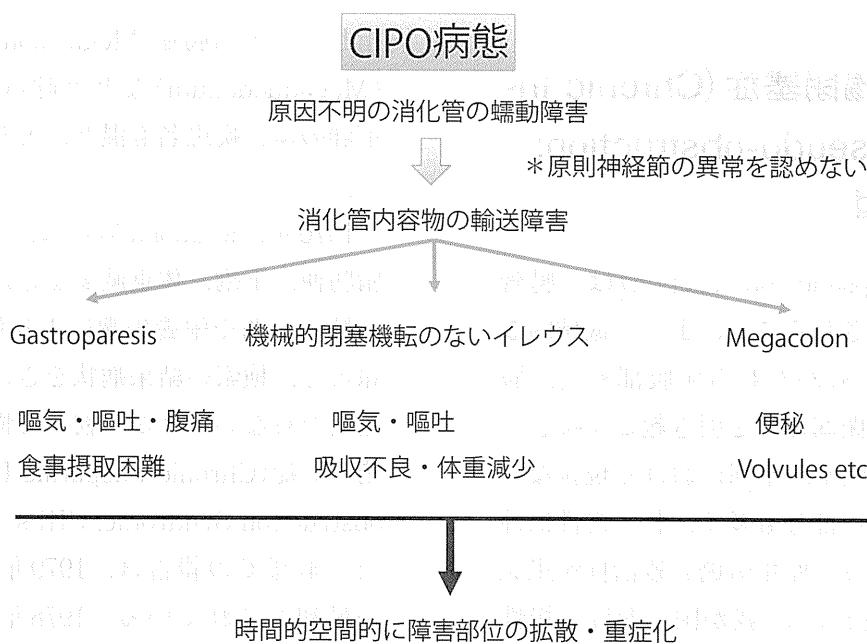 CIPO病態
原因不明の消化管の蠕動障害
＊原則神経節の異常を認めない
消化管内容物の輸送障害
Gastroparesis 機械的閉塞機転のないイレウス Megacolon
嘔気・嘔吐・腹痛 嘔気・嘔吐 便秘
食事摂取困難 吸収不良・体重減少 Volvules etc
時間的空間的に障害部位の拡散・重症化